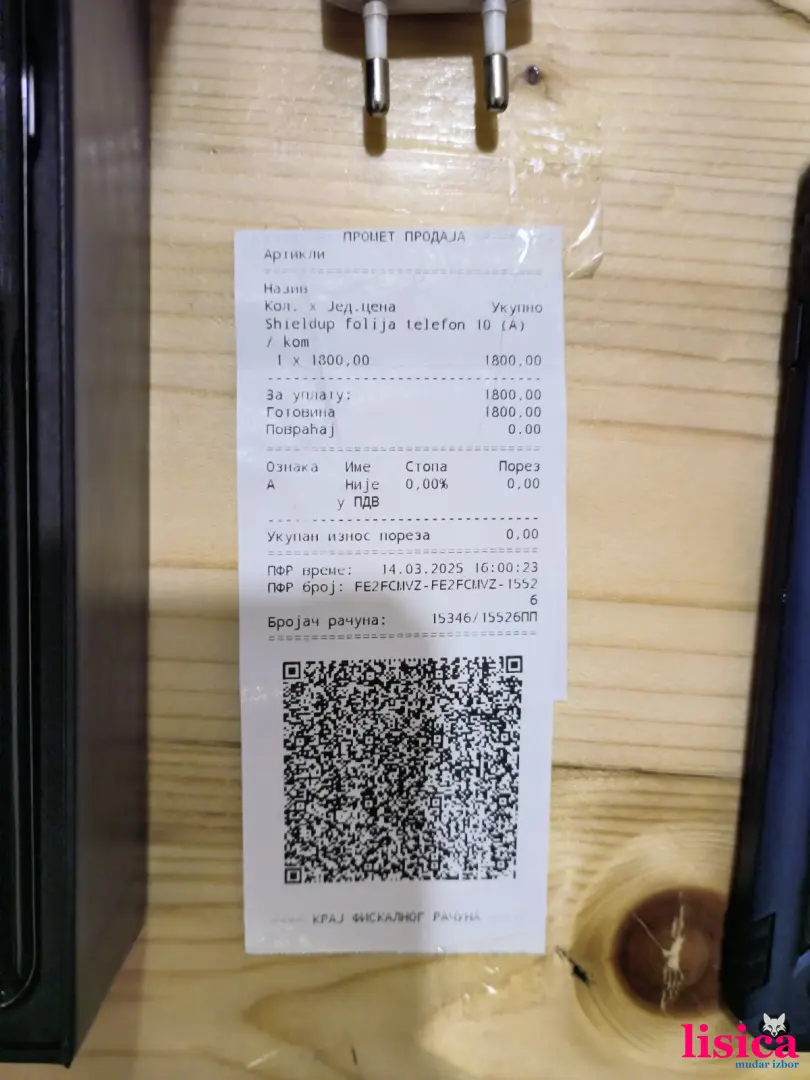 ПРОМЕТ ПРОДАЈА
Артикли
Назив
Кол. x Јед.цена Укупно
Shieldup folija telefon 10 (A)
/ kom
1 x 1800,00 1800,00
За уплату: 1800,00
Готовина 1800,00
Повраћај 0.00
Ознака Име Стопа Порез
А Није 0,00% 0,00
у ПДВ
Укупан износ пореза 0,00
ПФР време: 14.03.2025 16:00:23
ПФР број: FE2FCMVZ-FE2FCMVZ-1552
6
Бројач рачуна: 15346/15526ПП
КРАЈ ФИСКАЛНОГ РАЧУНА
lisica
mudar izbor